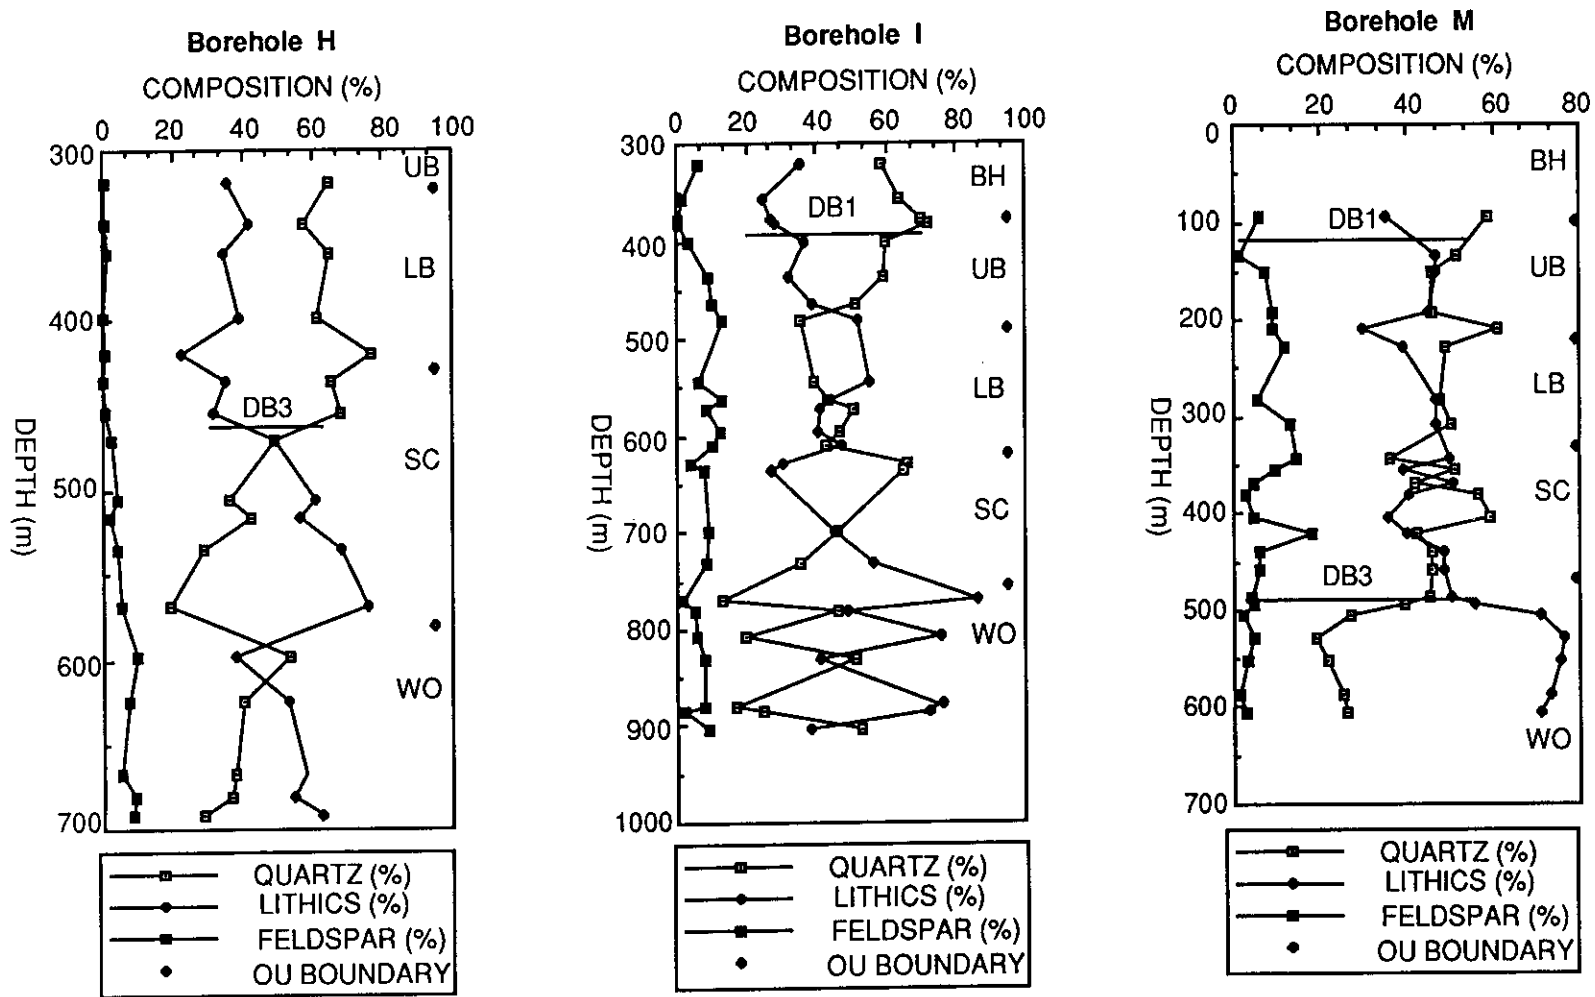 Borehole H
COMPOSITION (%)
0 20 40 60 80 100
300
400
500
600
700
DEPTH (m)
UB
LB
DB3
SC
WO
QUARTZ (%)
LITHICS (%)
FELDSPAR (%)
OU BOUNDARY
Borehole I
COMPOSITION (%)
0 20 40 60 80 100
300
400
500
600
700
800
900
1000
DEPTH (m)
BH
DB1
UB
LB
SC
WO
QUARTZ (%)
LITHICS (%)
FELDSPAR (%)
OU BOUNDARY
Borehole M
COMPOSITION (%)
0 20 40 60 80
0
100
200
300
400
500
600
700
DEPTH (m)
BH
DB1
UB
LB
SC
DB3
WO
QUARTZ (%)
LITHICS (%)
FELDSPAR (%)
OU BOUNDARY